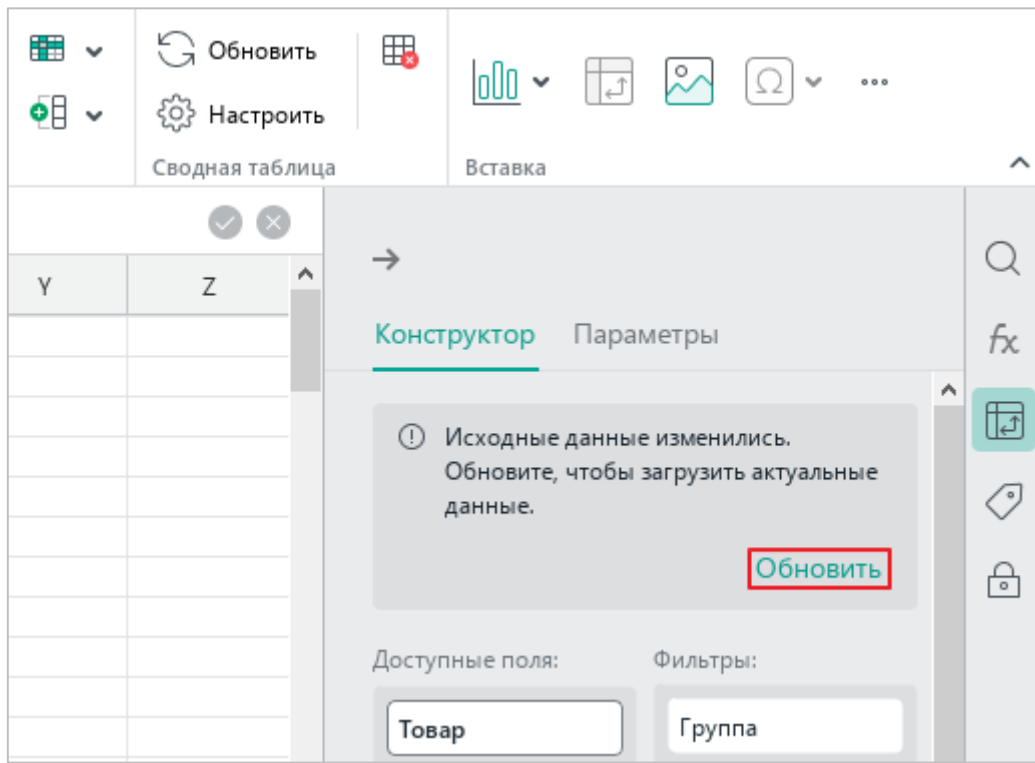 Обновить
Настроить
Сводная таблица
Вставка
Y
Z
Конструктор
Параметры
Исходные данные изменились.
Обновите, чтобы загрузить актуальные
данные.
Обновить
Доступные поля:
Фильтры:
Товар
Группа
fx